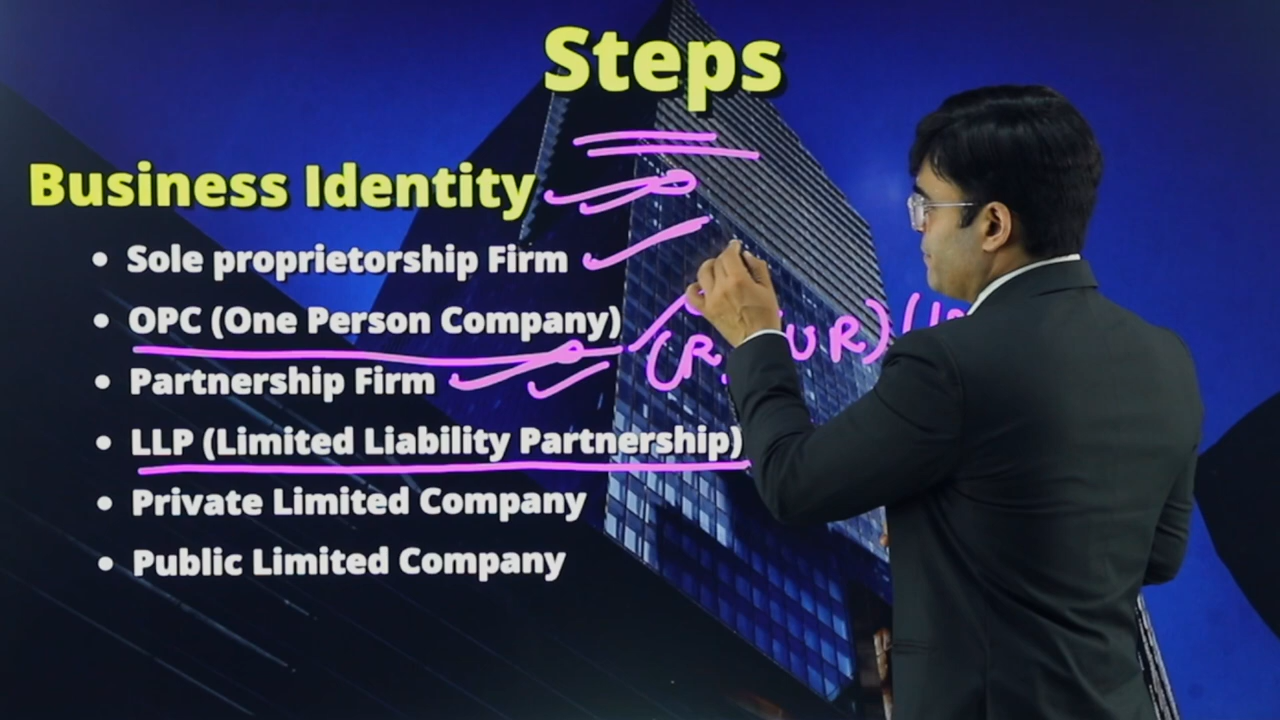 Steps
Business Identity
• Sole proprietorship Firm
• OPC (One Person Company)
• Partnership Firm
• LLP (Limited Liability Partnership)
• Private Limited Company
• Public Limited Company